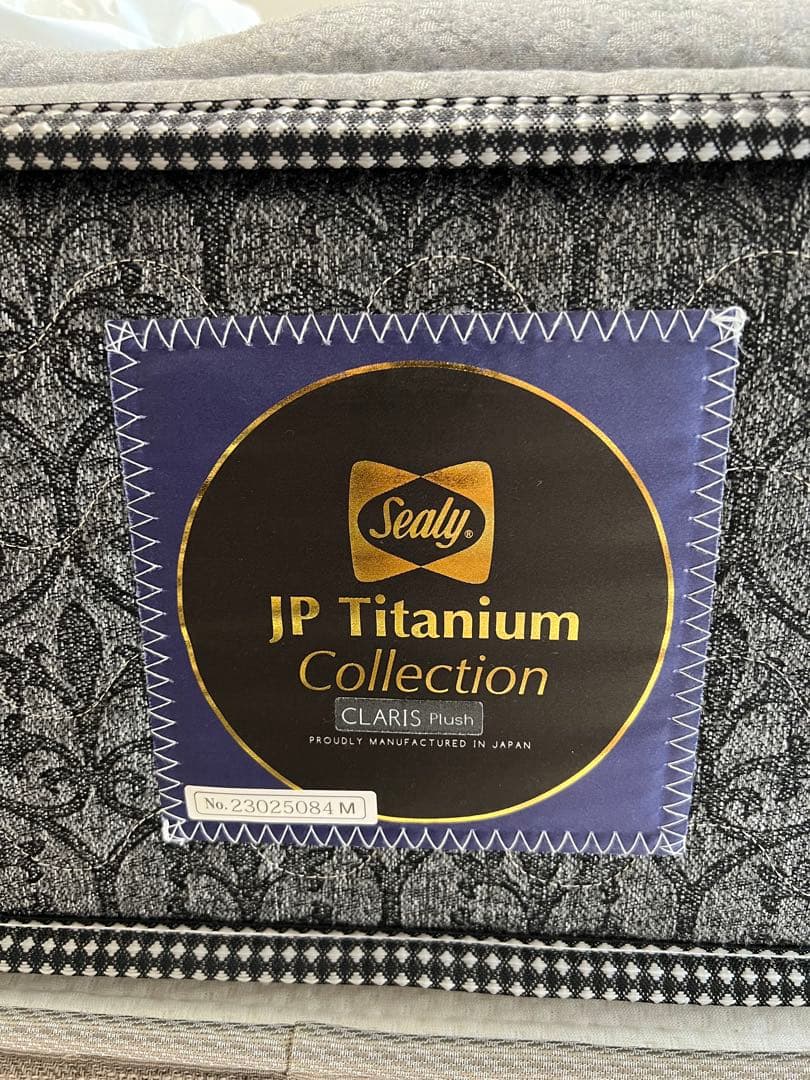 Sealy®
JP Titanium
Collection
CLARIS Plush
PROUDLY MANUFACTURED IN JAPAN
No. 23025084 M